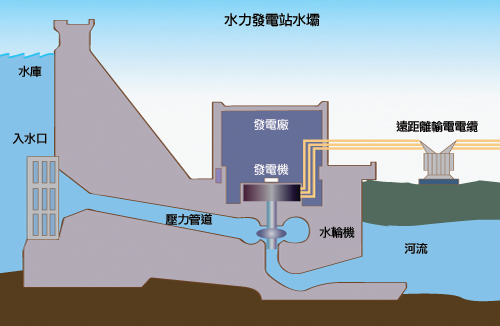 水力發電站水壩
水庫
發電廠
遠距離輸電電纜
入水口
發電機
壓力管道
水輪機
河流